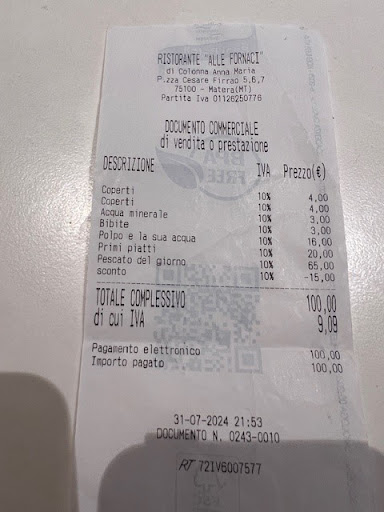 RISTORANTE "ALLE FORNACI"
di Colonna Anna Maria
P.zza Cesare Firrao 5,6,7
75100 - Matera(MT)
Partita Iva 01126250776
DOCUMENTO COMMERCIALE
di vendita o prestazione
DESCRIZIONE IVA Prezzo(€)
Coperti 10% 4,00
Coperti 10% 4,00
Acqua minerale 10% 3,00
Bibite 10% 3,00
Polpo e la sua acqua 10% 16,00
Primi piatti 10% 20,00
Pescato del giorno 10% 65,00
sconto 10% -15,00
TOTALE COMPLESSIVO 100,00
di cui IVA 9,09
Pagamento elettronico 100,00
Importo pagato 100,00
31-07-2024 21:53
DOCUMENTO N. 0243-0010
RT 72IV6007577
BPA
FREE